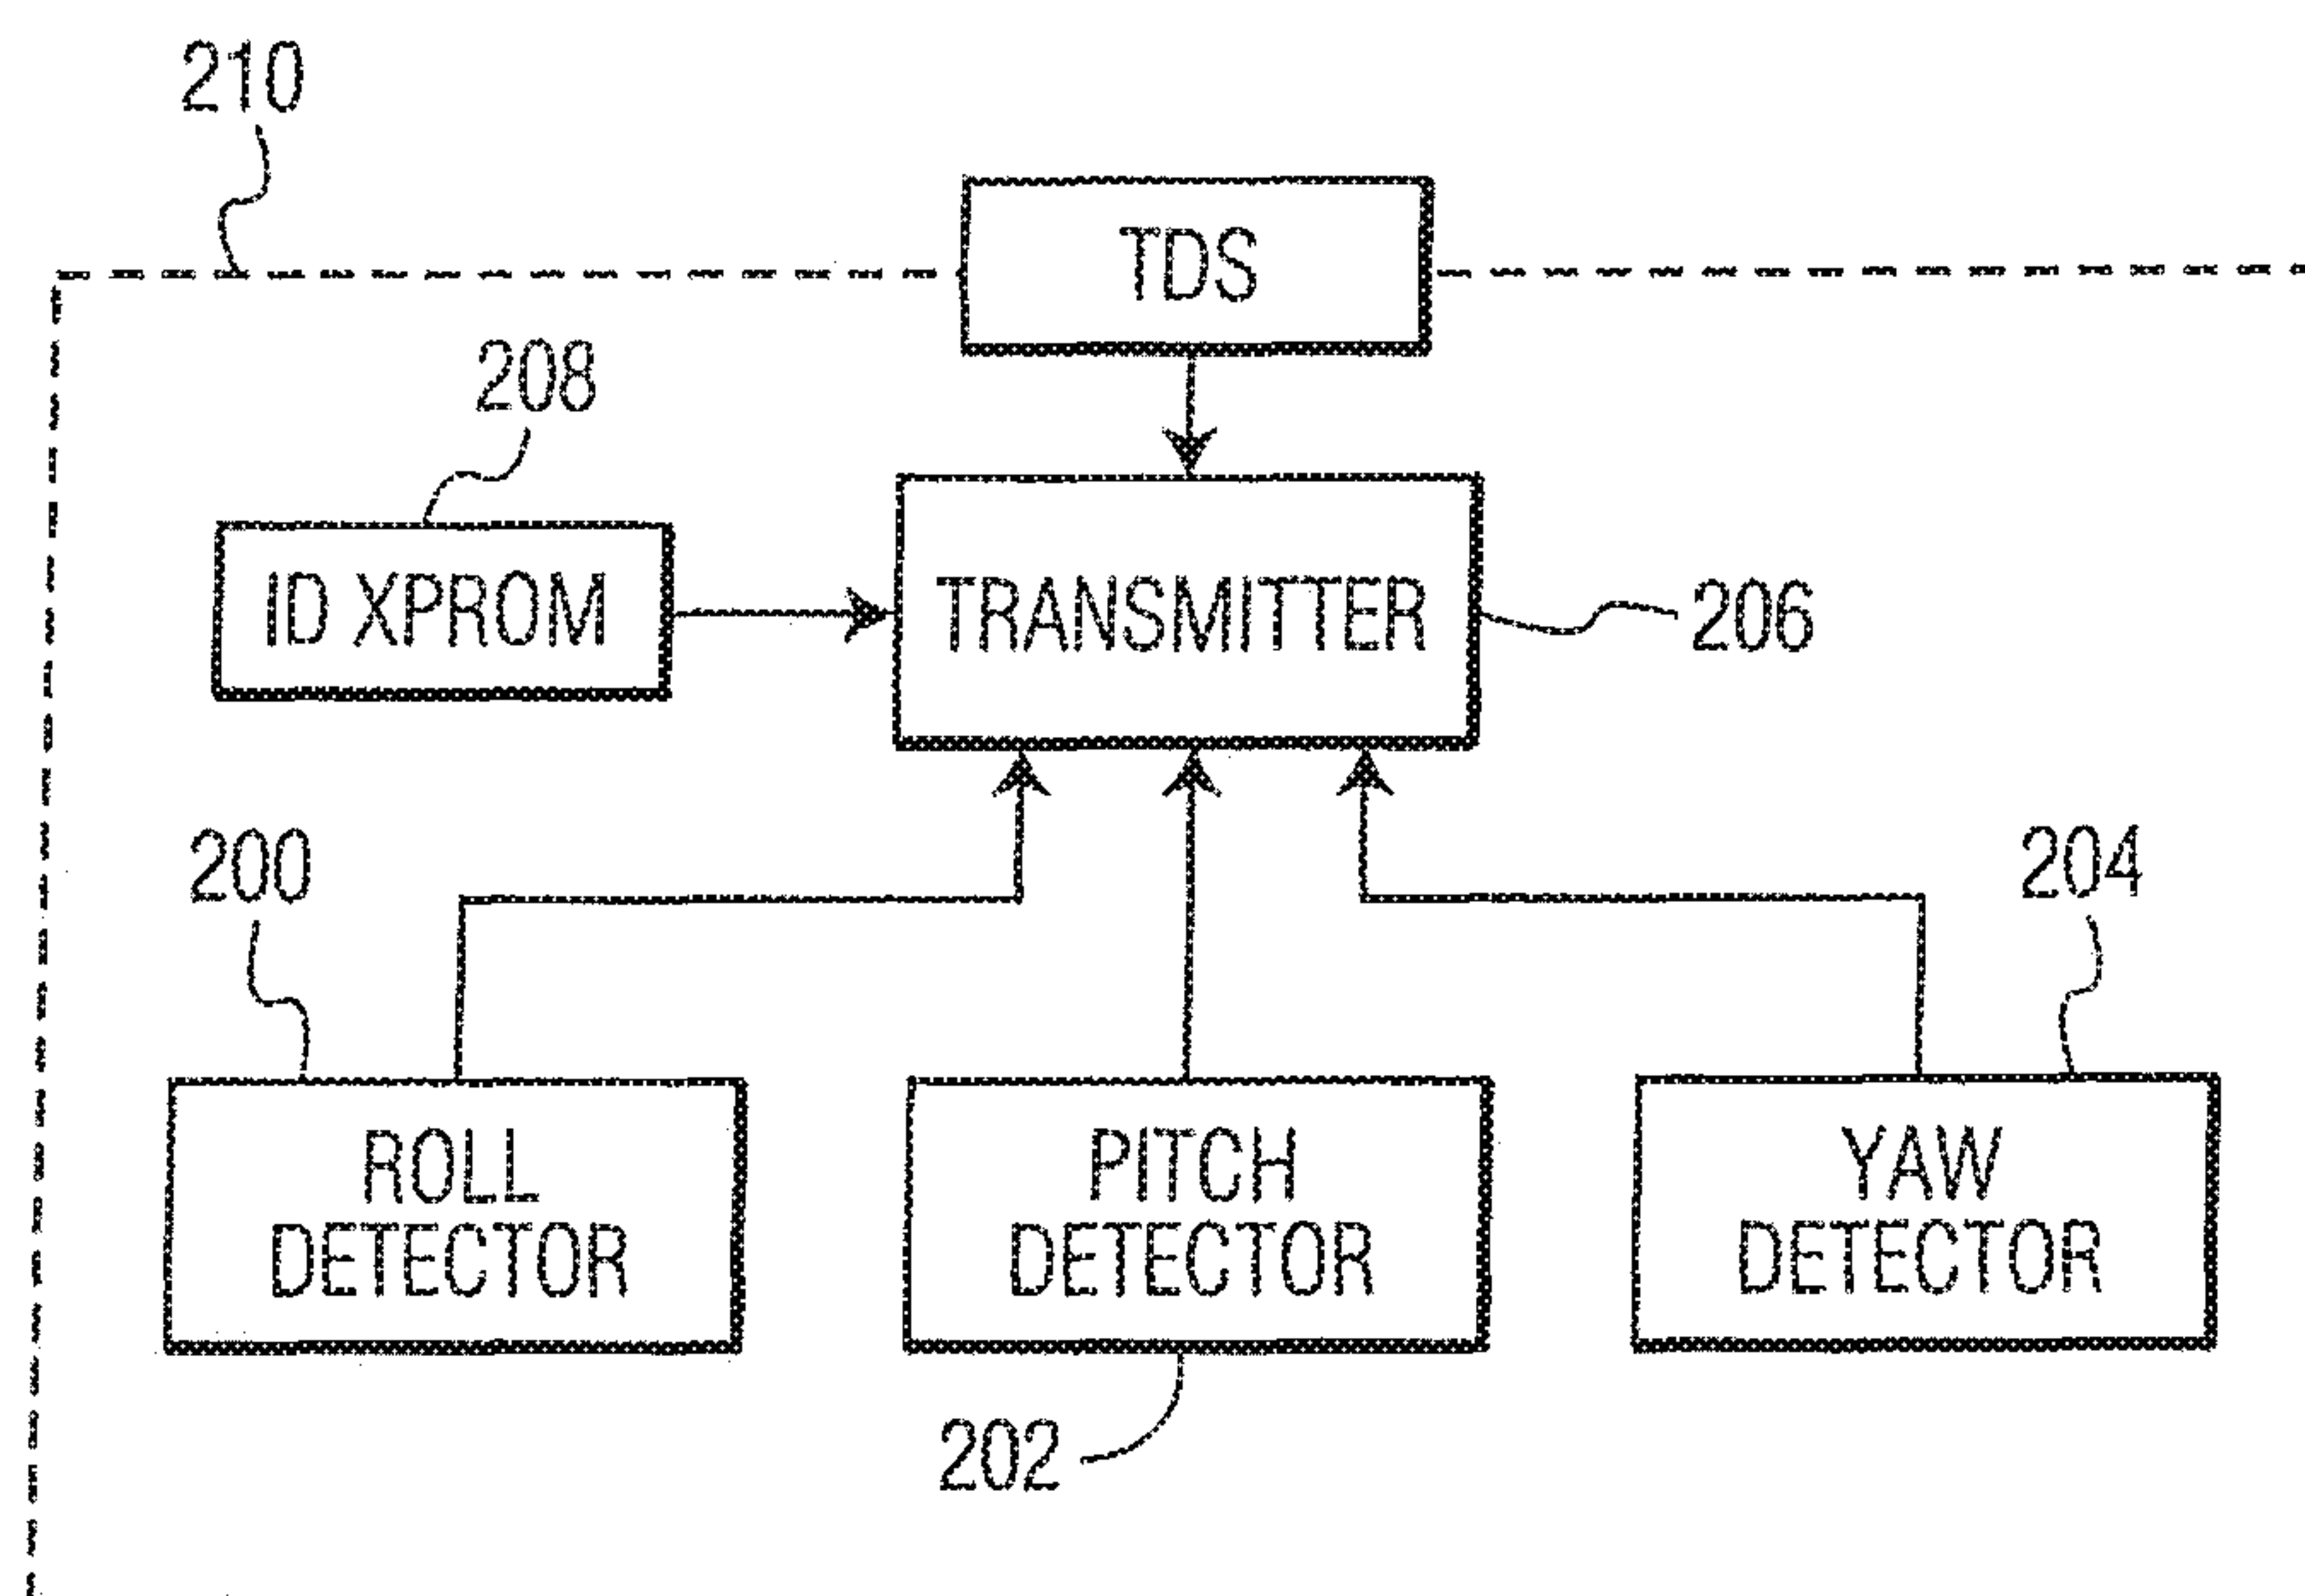 210
TDS
208
ID XPROM
TRANSMITTER
206
200
204
ROLL
DETECTOR
PITCH
DETECTOR
YAW
DETECTOR
202